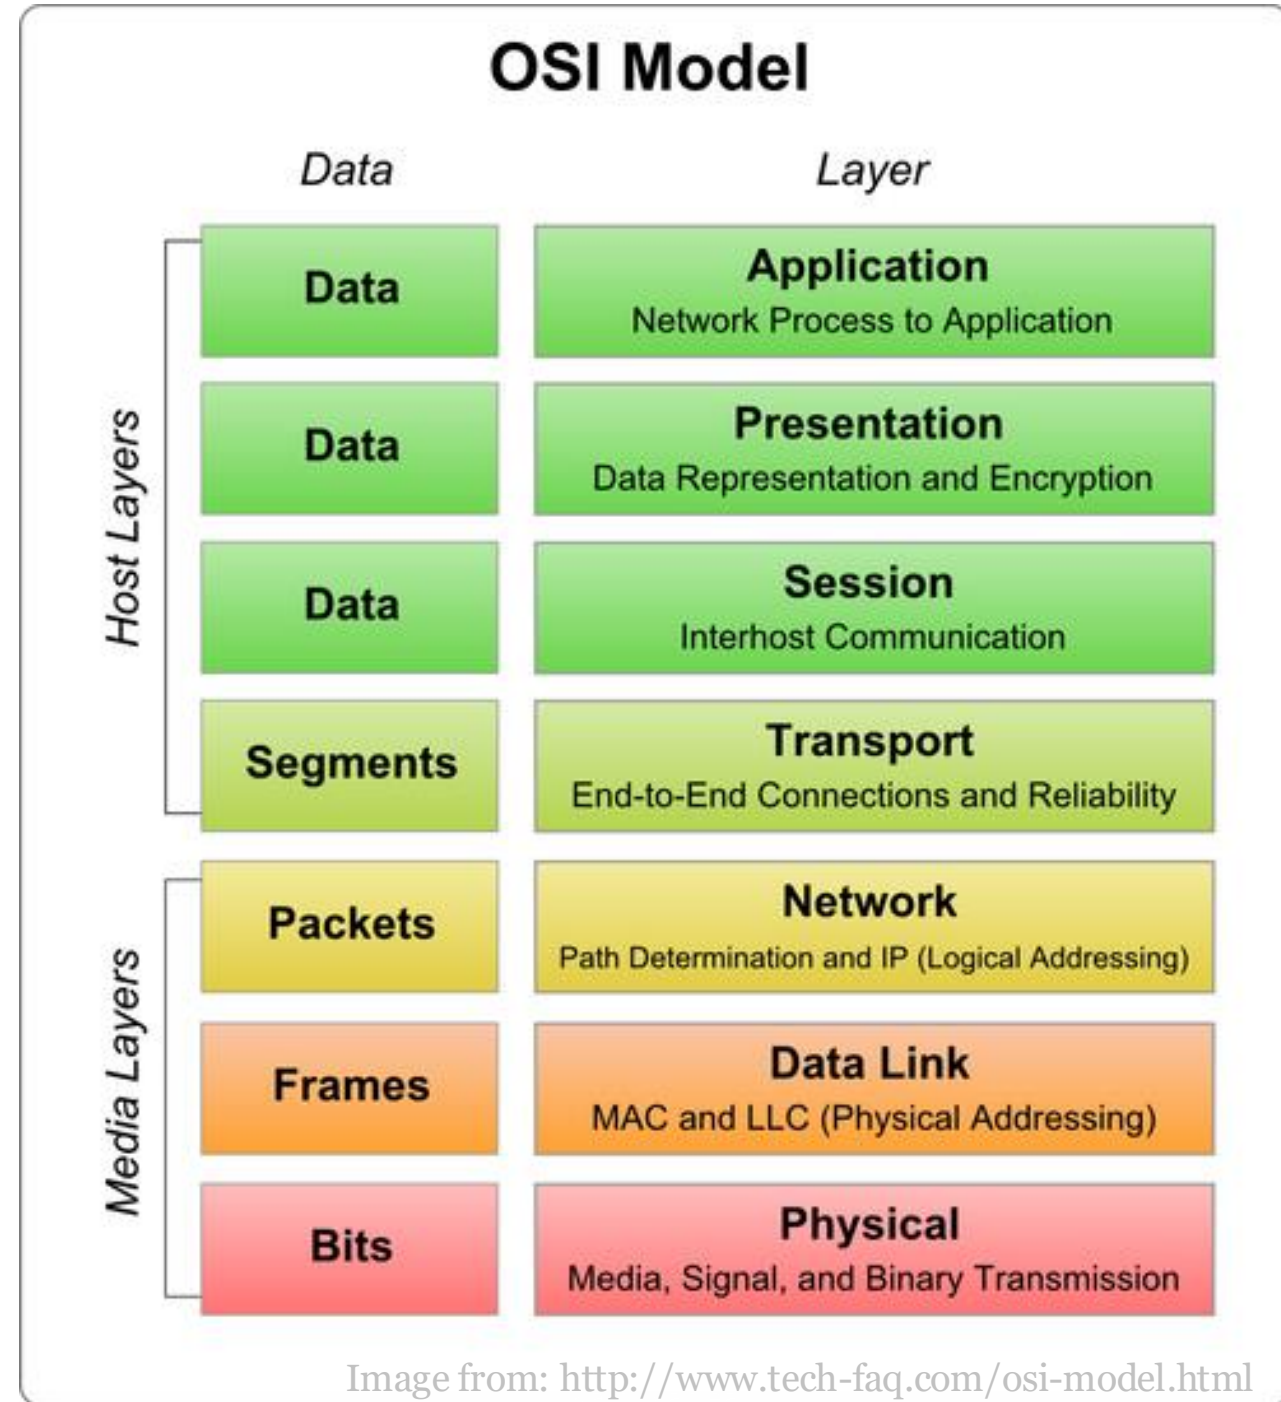 OSI Model
Data Layer
Host Layers
Data
Application
Network Process to Application
Data
Presentation
Data Representation and Encryption
Data
Session
Interhost Communication
Segments
Transport
End-to-End Connections and Reliability
Media Layers
Packets
Network
Path Determination and IP (Logical Addressing)
Frames
Data Link
MAC and LLC (Physical Addressing)
Bits
Physical
Media, Signal, and Binary Transmission
Image from: http://www.tech-faq.com/osi-model.html